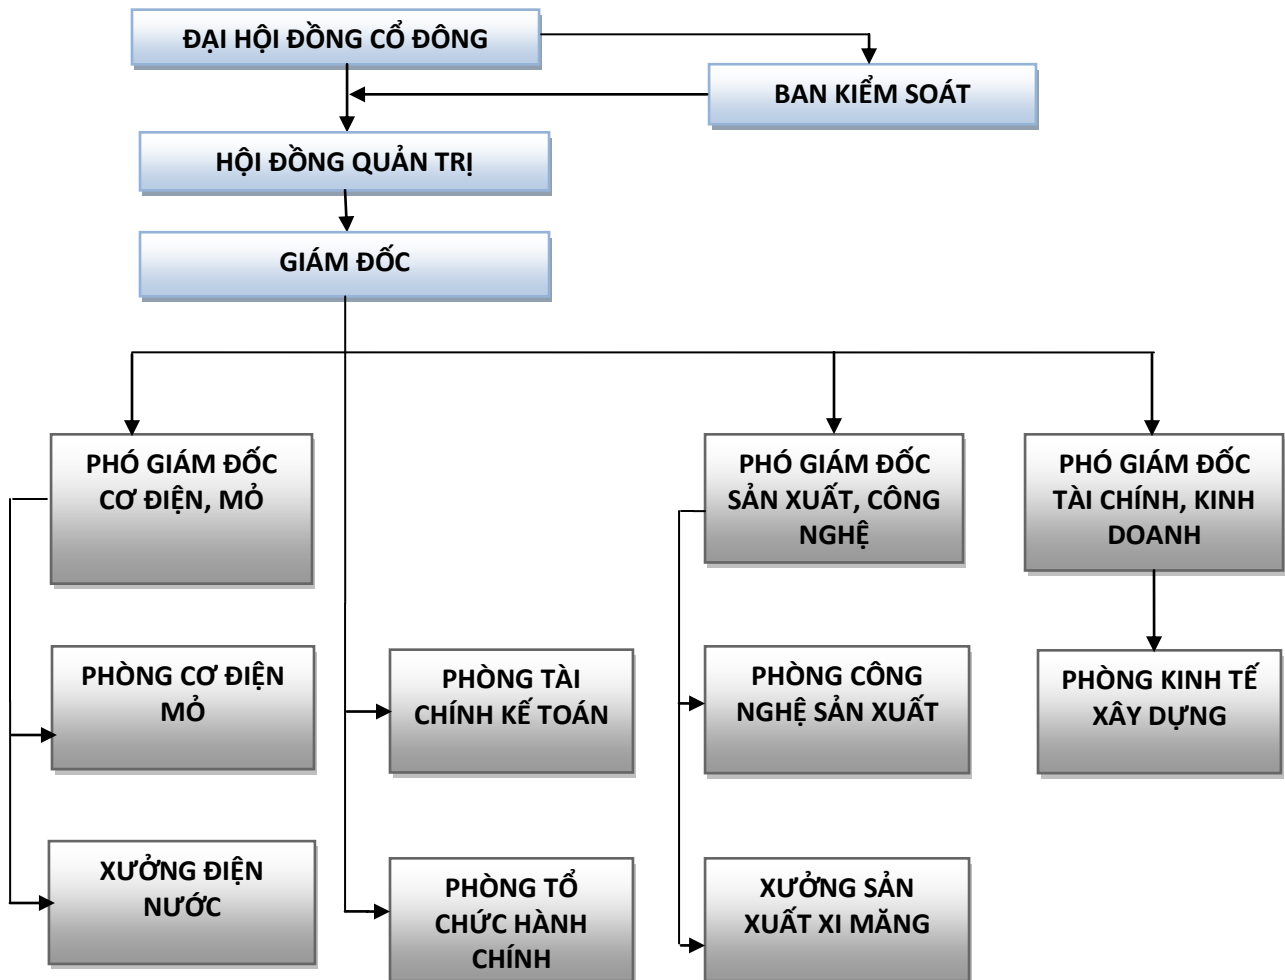 ĐẠI HỘI ĐỒNG CỔ ĐÔNG
BAN KIỂM SOÁT
HỘI ĐỒNG QUẢN TRỊ
GIÁM ĐỐC
PHÓ GIÁM ĐỐC
CƠ ĐIỆN, MỎ
PHÓ GIÁM ĐỐC
SẢN XUẤT, CÔNG
NGHỆ
PHÓ GIÁM ĐỐC
TÀI CHÍNH, KINH
DOANH
PHÒNG CƠ ĐIỆN
MỎ
PHÒNG TÀI
CHÍNH KẾ TOÁN
PHÒNG CÔNG
NGHỆ SẢN XUẤT
PHÒNG KINH TẾ
XÂY DỰNG
XƯỞNG ĐIỆN
NƯỚC
PHÒNG TỔ
CHỨC HÀNH
CHÍNH
XƯỞNG SẢN
XUẤT XI MĂNG